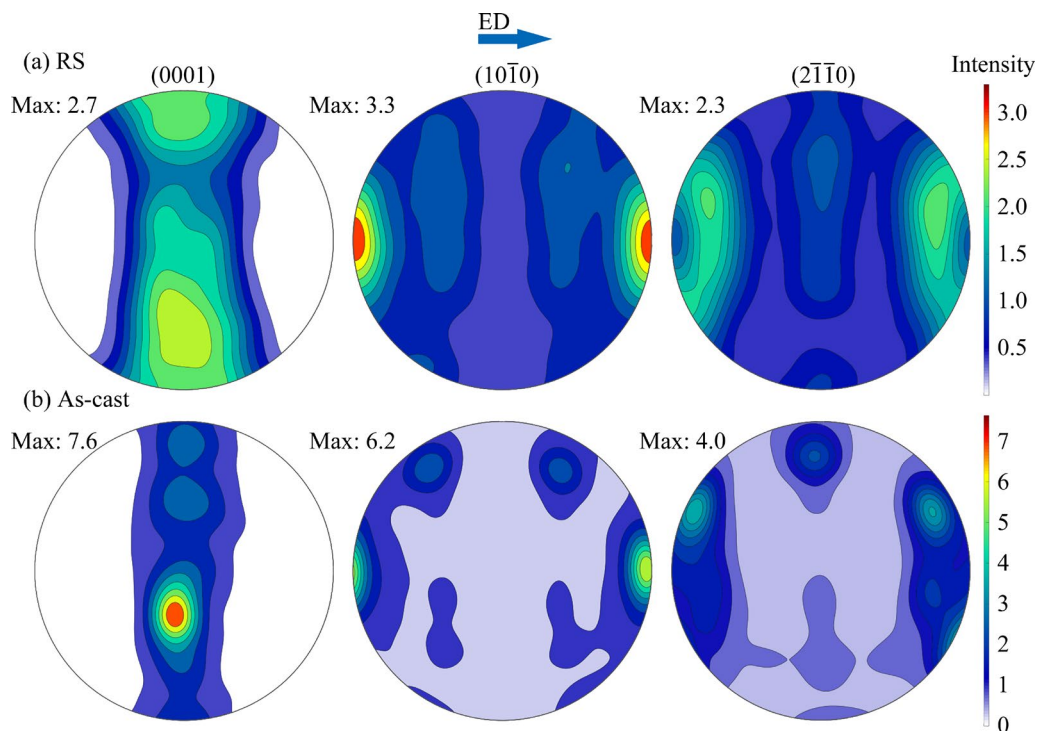 ED
(a) RS
(0001)
(101̅0)
(21̅1̅0)
Intensity
Max: 2.7
Max: 3.3
Max: 2.3
3.0
2.5
2.0
1.5
1.0
0.5
(b) As-cast
Max: 7.6
Max: 6.2
Max: 4.0
7
6
5
4
3
2
1
0